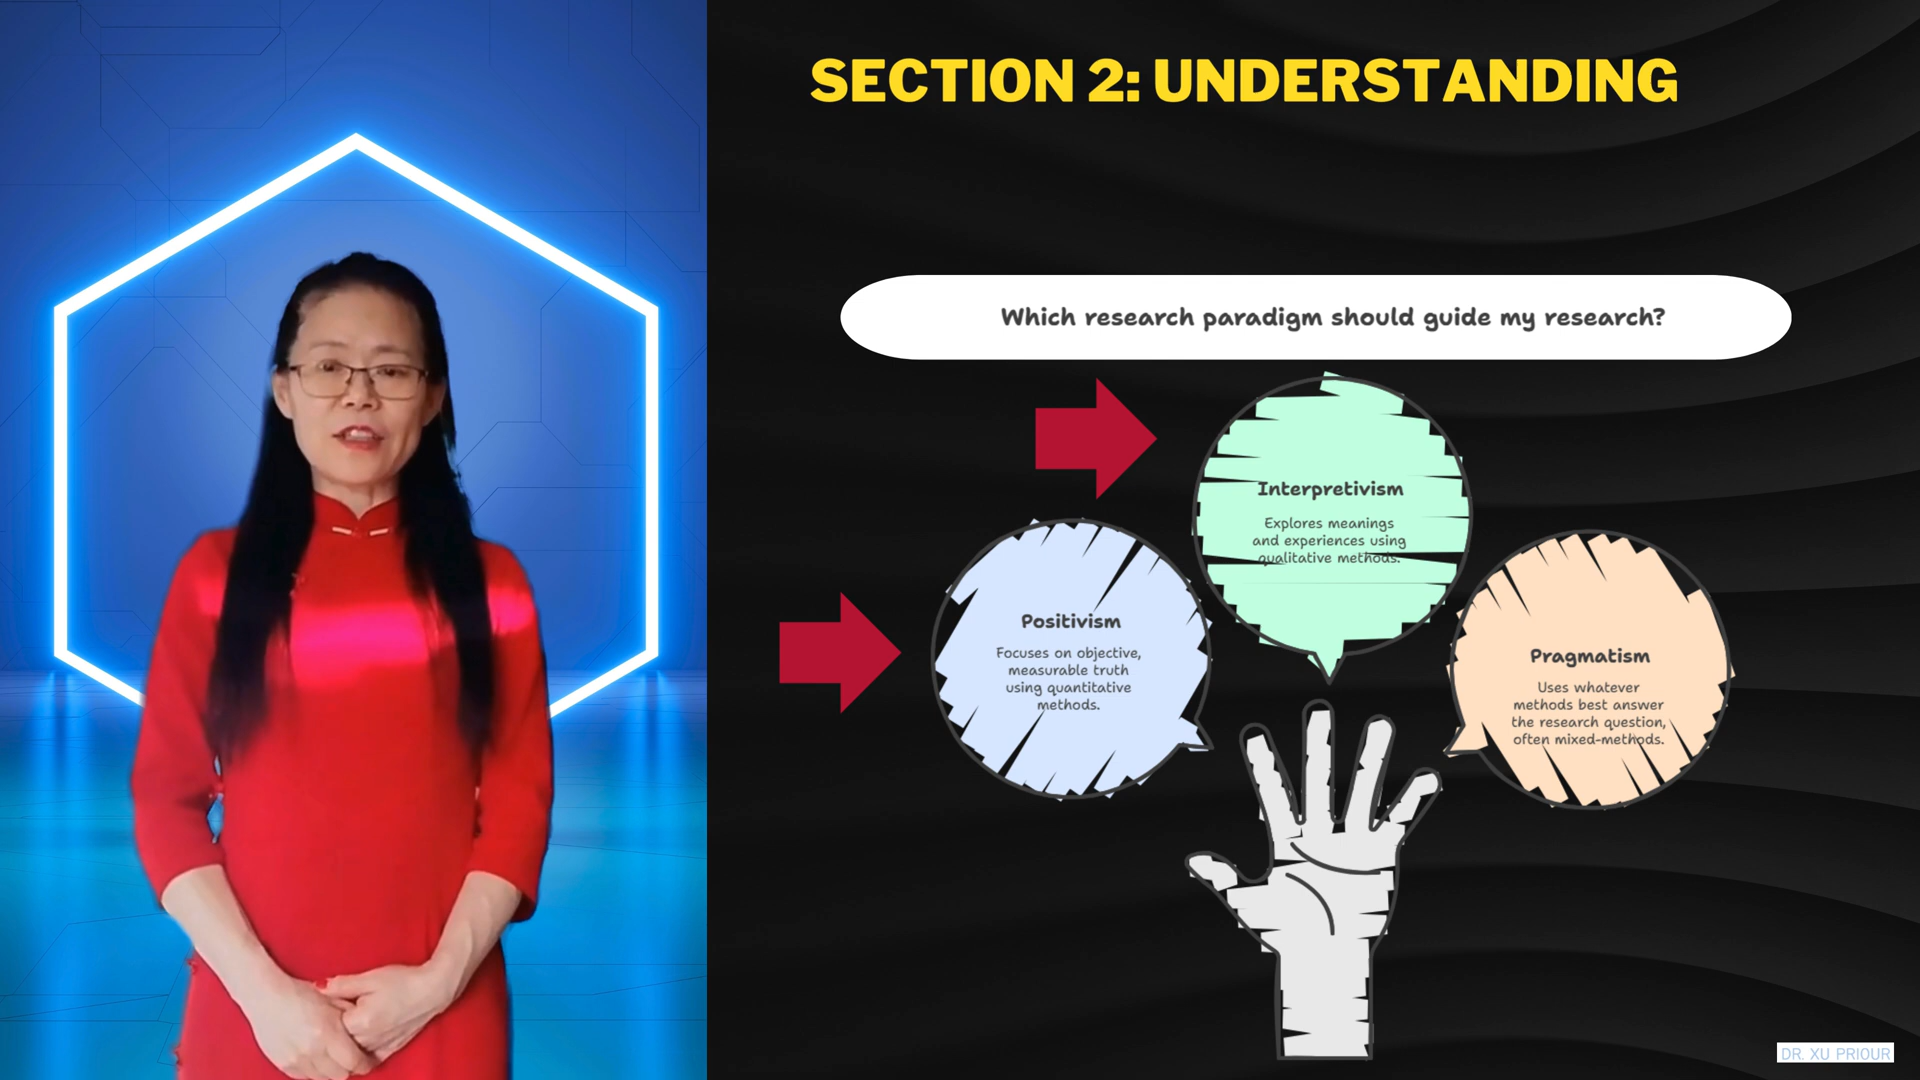 SECTION 2: UNDERSTANDING
Which research paradigm should guide my research?
Interpretivism
Explores meanings
and experiences using
qualitative methods.
Positivism
Focuses on objective,
measurable truth
using quantitative
methods.
Pragmatism
Uses whatever
methods best answer
the research question,
often mixed-methods.
DR. XU PRIOUR